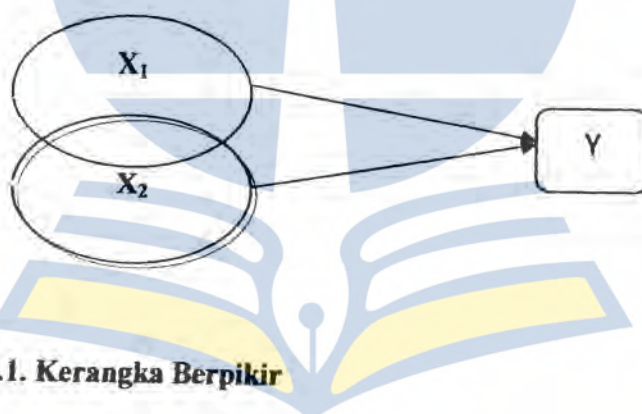 X₁
Y
X₂
.1. Kerangka Berpikir